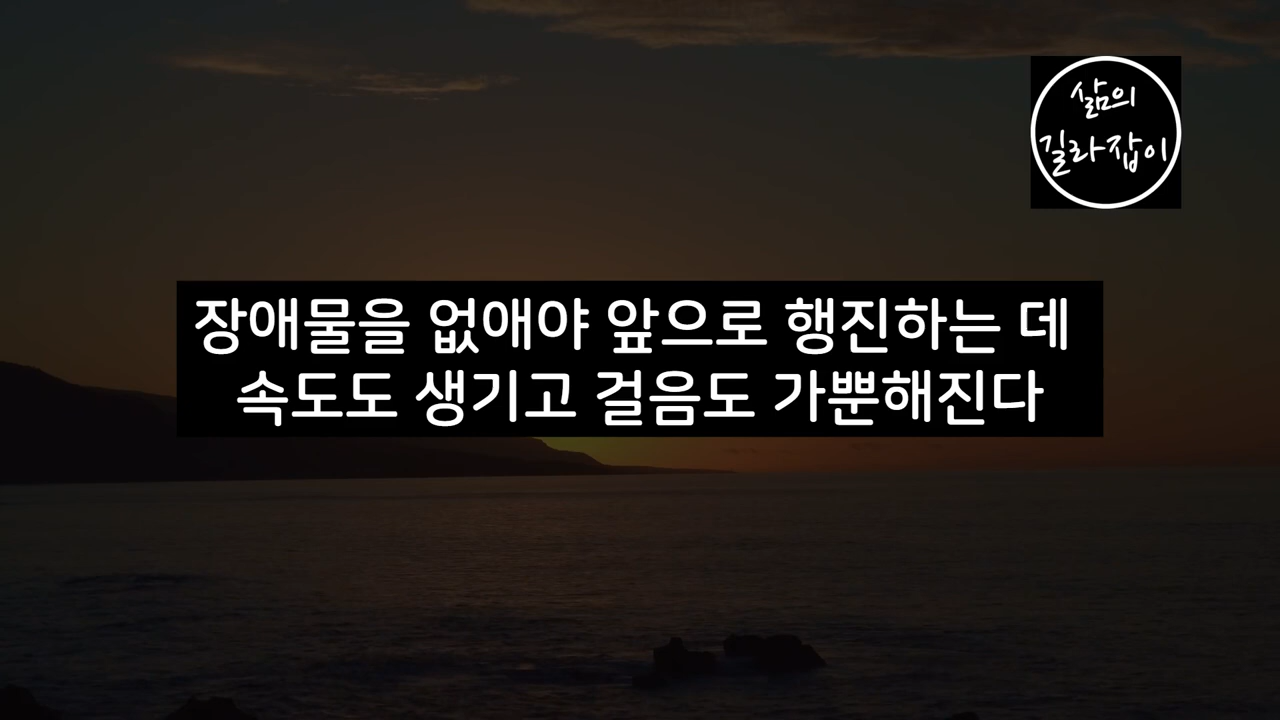 삶의
길라잡이
장애물을 없애야 앞으로 행진하는 데
속도도 생기고 걸음도 가뿐해진다